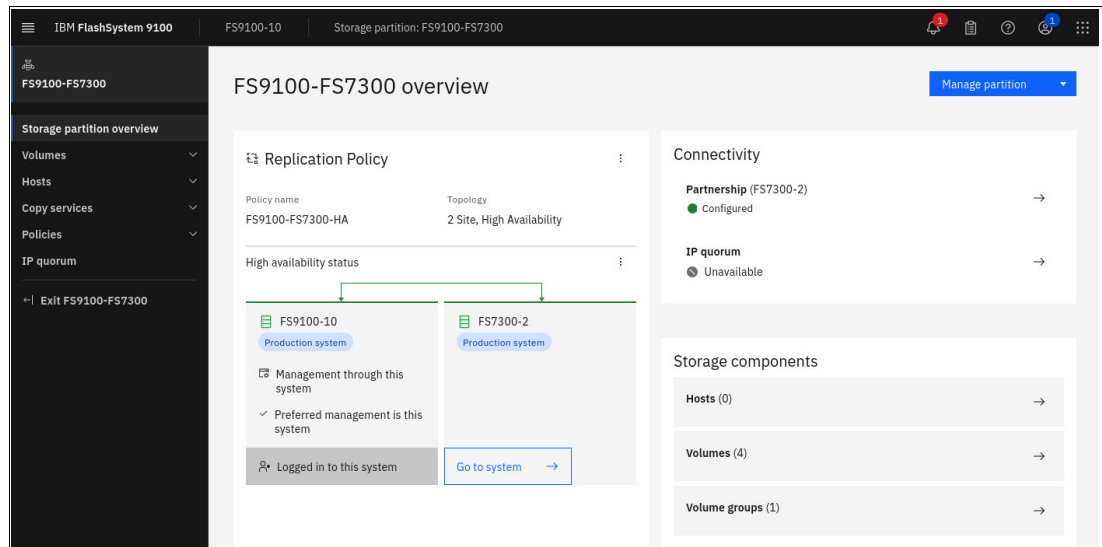 IBM FlashSystem 9100
FS9100-10
Storage partition: FS9100-FS7300
1
1
FS9100-FS7300
Storage partition overview
Volumes
Hosts
Copy services
Policies
IP quorum
Exit FS9100-FS7300
FS9100-FS7300 overview
Manage partition
Replication Policy
Policy name
Topology
FS9100-FS7300-HA
2 Site, High Availability
High availability status
FS9100-10
Production system
Management through this
system
Preferred management is this
system
Logged in to this system
FS7300-2
Production system
Go to system
Connectivity
Partnership (FS7300-2)
Configured
IP quorum
Unavailable
Storage components
Hosts (0)
Volumes (4)
Volume groups (1)